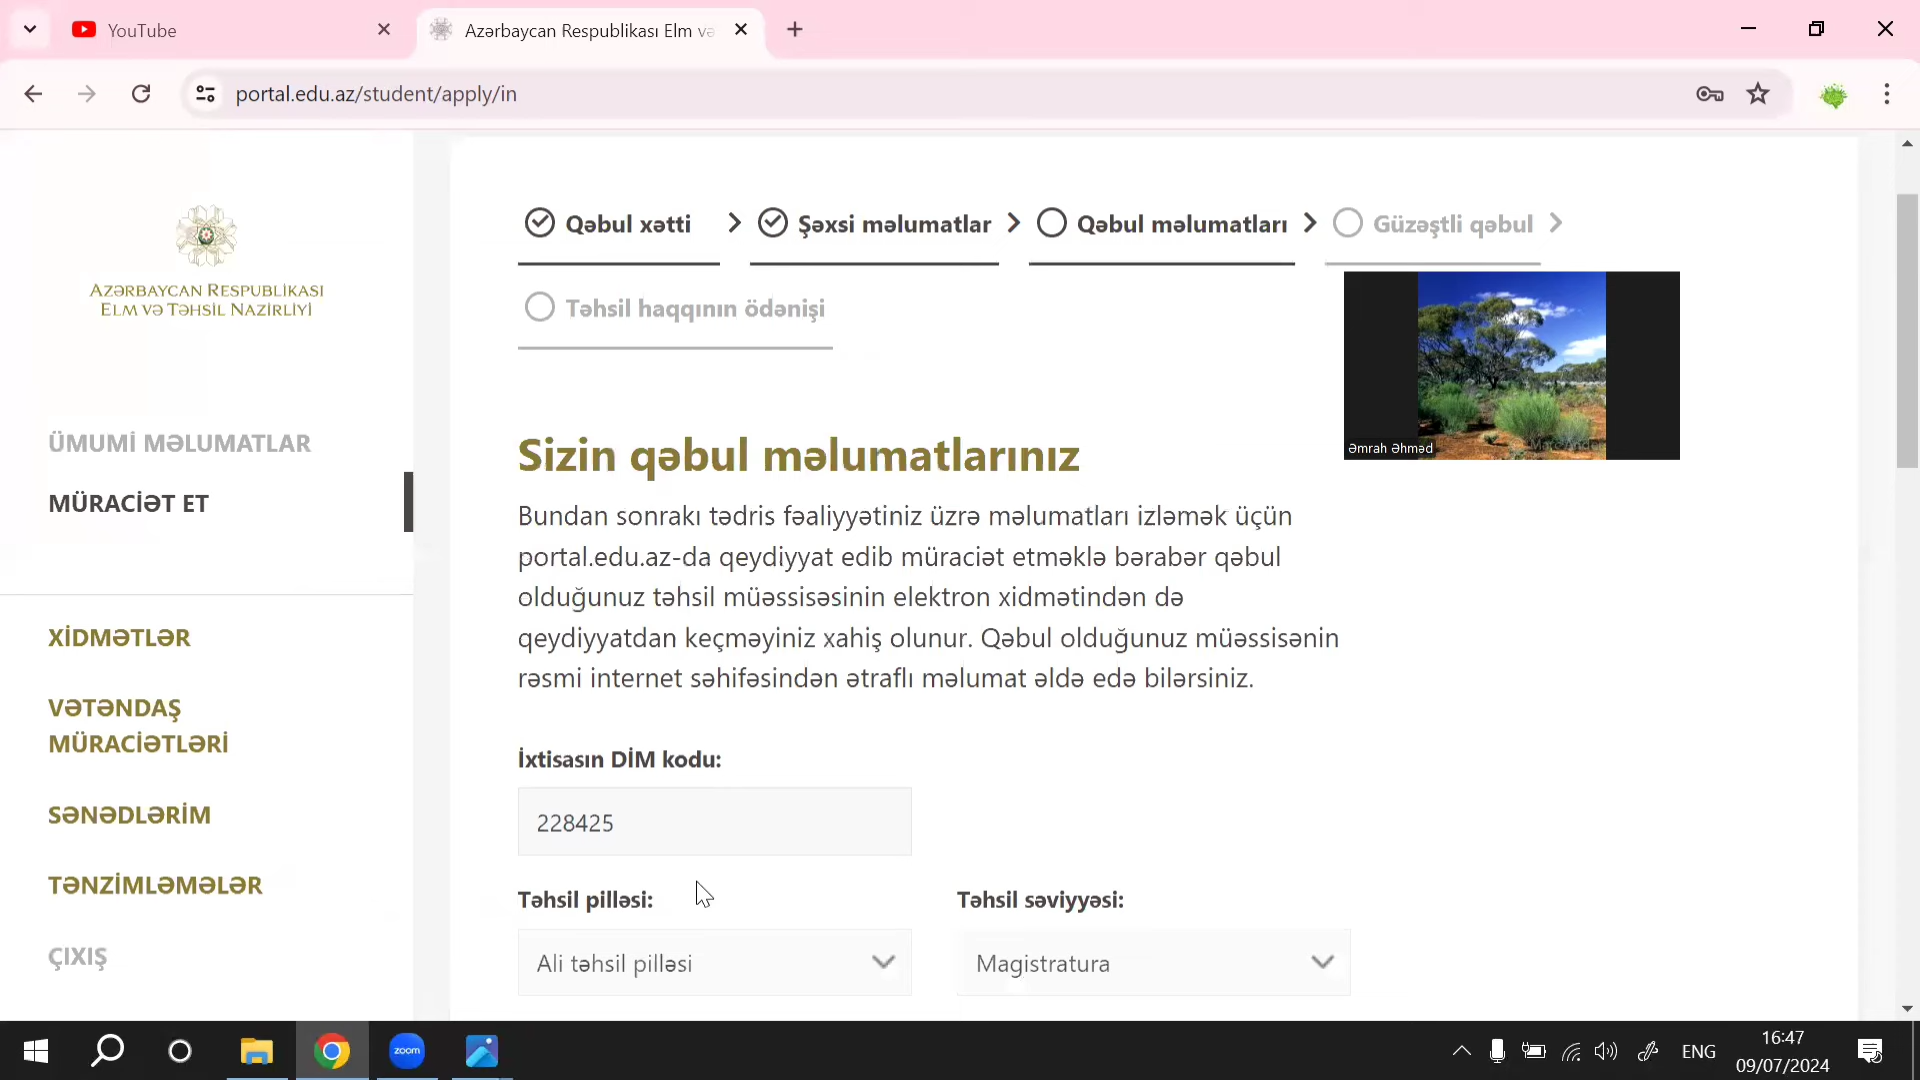 YouTube
Azərbaycan Respublikası Elm və
portal.edu.az/student/apply/in
AZƏRBAYCAN RESPUBLİKASI
ELM Və TəHSİL NAZİRLİYİ
ÜMUMİ MƏLUMATLAR
MÜRACİƏT ET
XİDMƏTLƏR
VƏTƏNDAŞ
MÜRACİƏTLƏRİ
SƏNƏDLƏRİM
TƏNZİMLƏMƏLƏR
ÇIXIŞ
Qəbul xətti
Şəxsi məlumatlar
Qəbul məlumatları
Güzəştli qəbul
Təhsil haqqının ödənişi
Əmrah Əhməd
Sizin qəbul məlumatlarınız
Bundan sonrakı tədris fəaliyyətiniz üzrə məlumatları izləmək üçün
portal.edu.az-da qeydiyyat edib müraciət etməklə bərabər qəbul
olduğunuz təhsil müəssisəsinin elektron xidmətindən də
qeydiyyatdan keçməyiniz xahiş olunur. Qəbul olduğunuz müəssisənin
rəsmi internet səhifəsindən ətraflı məlumat əldə edə bilərsiniz.
İxtisasın DİM kodu:
228425
Təhsil pilləsi:
Təhsil səviyyəsi:
Ali təhsil pilləsi
Magistratura
zoom
ENG
16:47
09/07/2024